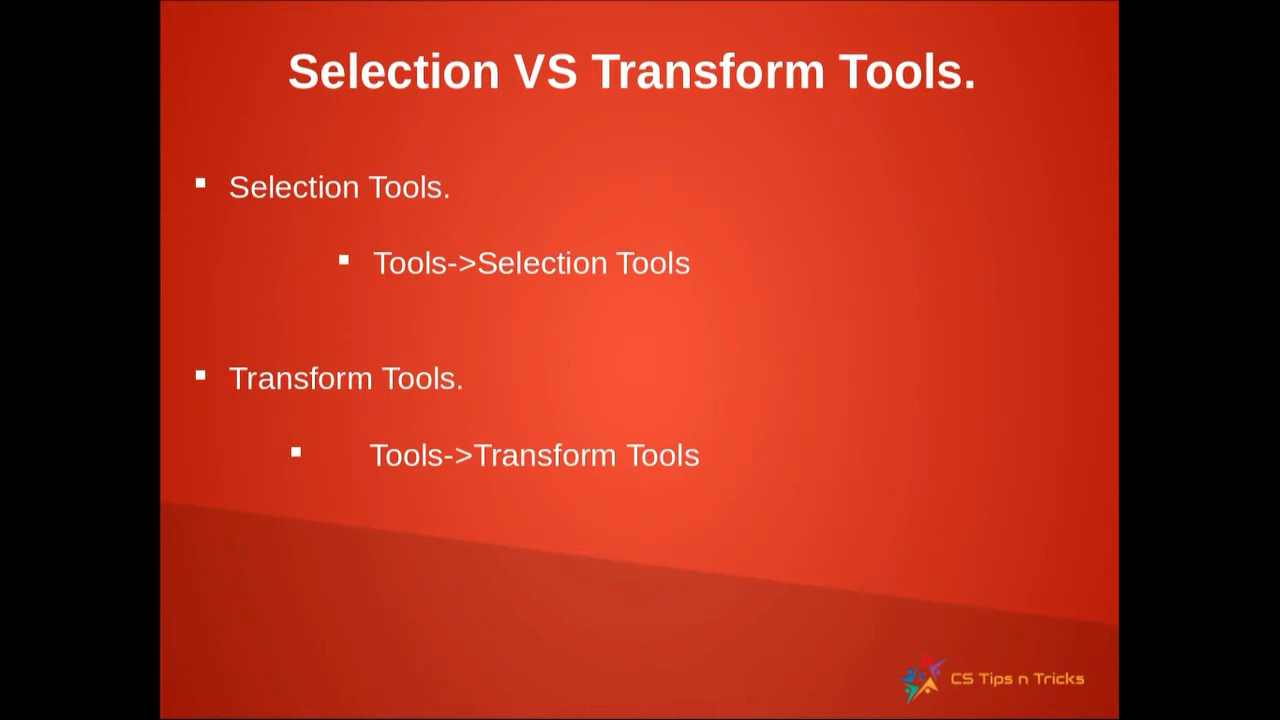 Selection VS Transform Tools.
Selection Tools.
Tools->Selection Tools
Transform Tools.
Tools->Transform Tools
CS Tips n Tricks